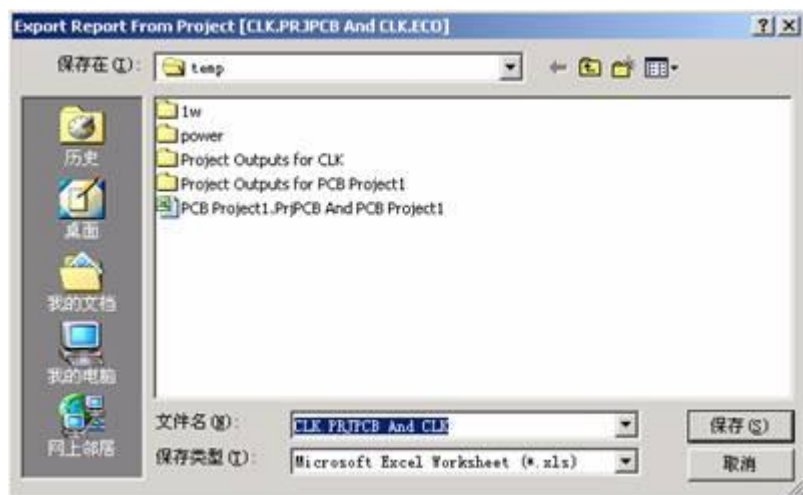 Export Report From Project [CLK.PRJPCB And CLK.ECO]
保存在(I):
temp
历史
桌面
我的文档
我的电脑
网上邻居
1w
power
Project Outputs for CLK
Project Outputs for PCB Project1
PCB Project1.PrjPCB And PCB Project1
文件名(N):
CLK PRJPCB And CLK
保存(S)
保存类型(T):
Microsoft Excel Worksheet (*.xls)
取消